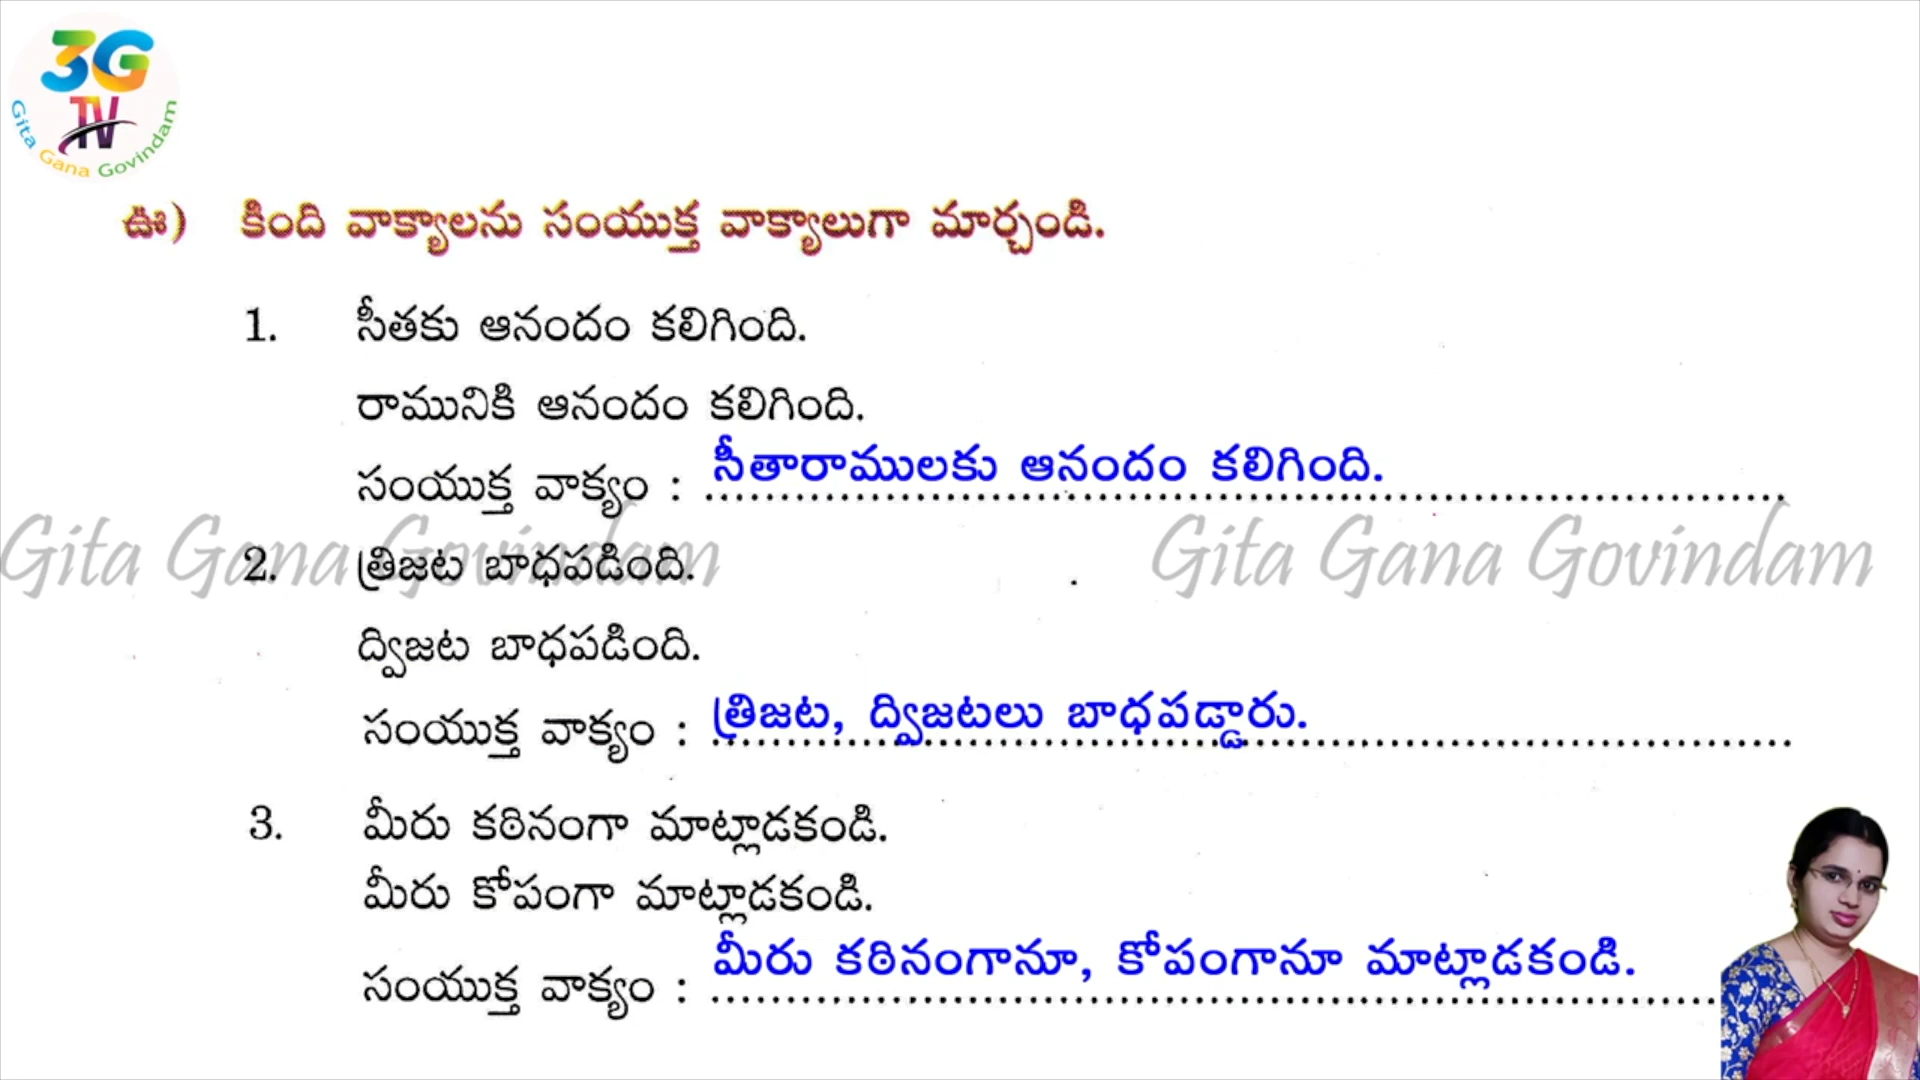 3G
TV
Gita Gana Govindam
ఊ) కింది వాక్యాలను సంయుక్త వాక్యాలుగా మార్చండి.
1. సీతకు ఆనందం కలిగింది.
రామునికి ఆనందం కలిగింది.
సంయుక్త వాక్యం : సీతారాములకు ఆనందం కలిగింది.
Gita Gana Govindam Gita Gana Govindam
2. త్రిజట బాధపడింది.
ద్విజట బాధపడింది.
సంయుక్త వాక్యం : త్రిజట, ద్విజటలు బాధపడ్డారు.
3. మీరు కఠినంగా మాట్లాడకండి.
మీరు కోపంగా మాట్లాడకండి.
సంయుక్త వాక్యం : మీరు కఠినంగానూ, కోపంగానూ మాట్లాడకండి.